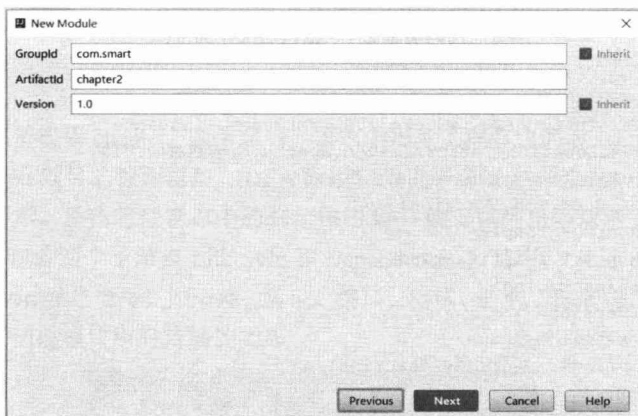 New Module
GroupId com.smart Inherit
ArtifactId chapter2
Version 1.0 Inherit
Previous Next Cancel Help